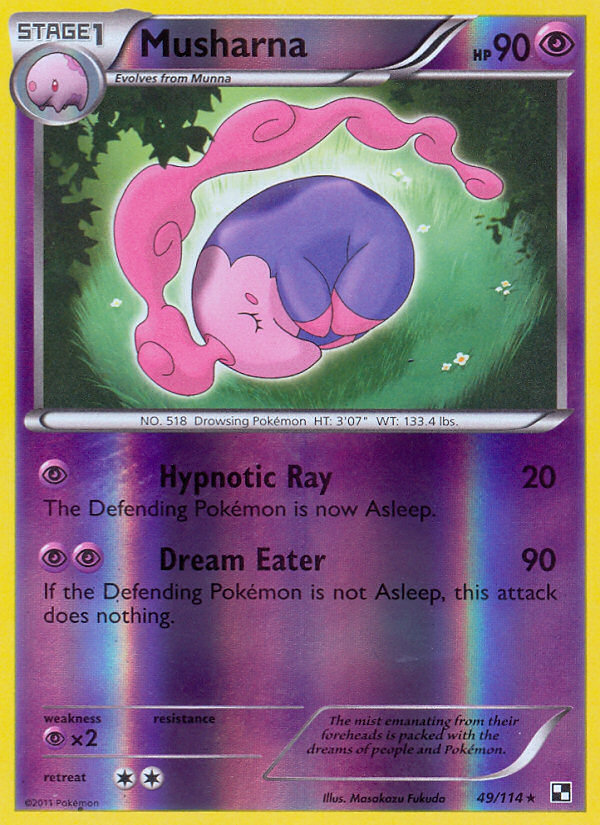 STAGE1
Musharna
HP90
Evolves from Munna
NO. 518 Drowsing Pokémon HT: 3'07" WT: 133.4 lbs.
Hypnotic Ray 20
The Defending Pokémon is now Asleep.
Dream Eater 90
If the Defending Pokémon is not Asleep, this attack
does nothing.
weakness resistance
×2
The mist emanating from their
foreheads is packed with the
dreams of people and Pokémon.
retreat
©2011 Pokémon
Illus. Masakazu Fukuda 49/114 ★